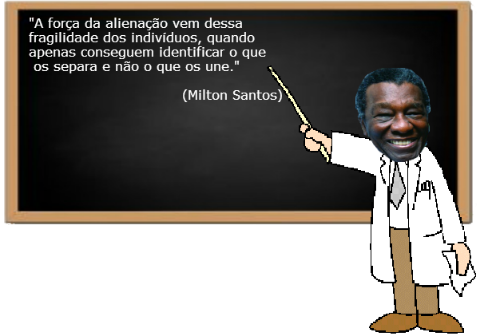 "A força da alienação vem dessa
fragilidade dos indivíduos, quando
apenas conseguem identificar o que
os separa e não o que os une."
(Milton Santos)